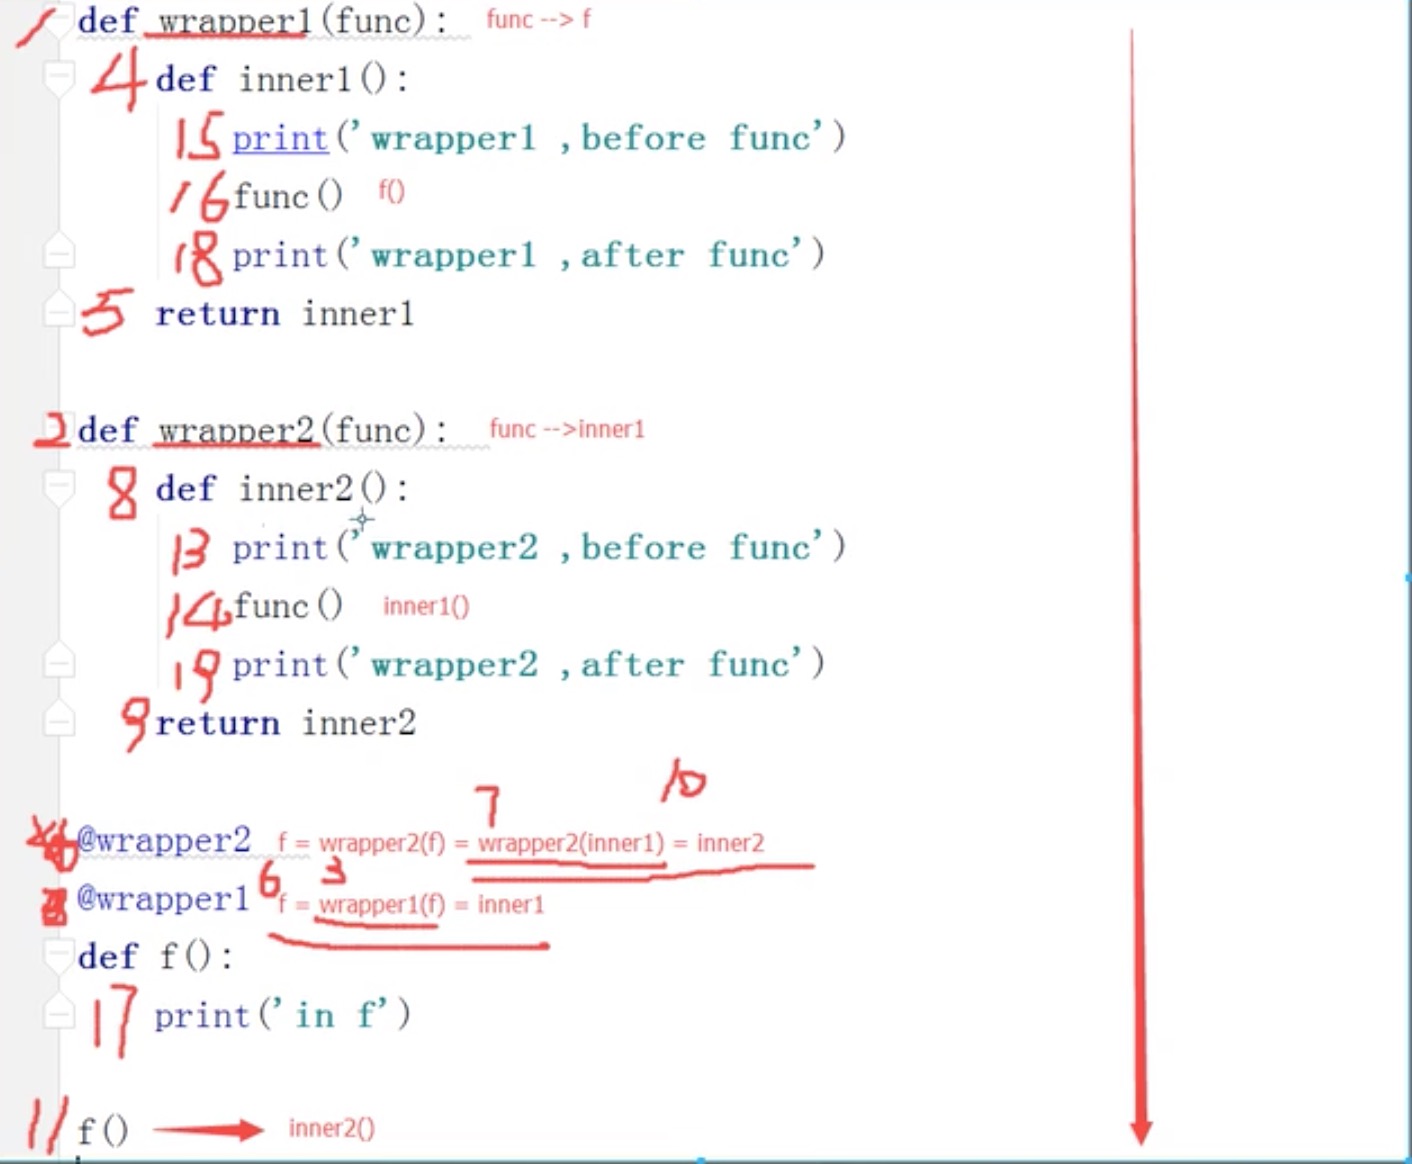 1 def wrapper1(func): func --> f
4 def inner1():
15 print('wrapper1 ,before func')
16 func() f()
18 print('wrapper1 ,after func')
5 return inner1
2 def wrapper2(func): func -->inner1
8 def inner2():
13 print('wrapper2 ,before func')
14 func() inner1()
19 print('wrapper2 ,after func')
9 return inner2
7 10
@wrapper2 f = wrapper2(f) = wrapper2(inner1) = inner2
6 3
@wrapper1 f = wrapper1(f) = inner1
def f():
17 print('in f')
11 f() inner2()